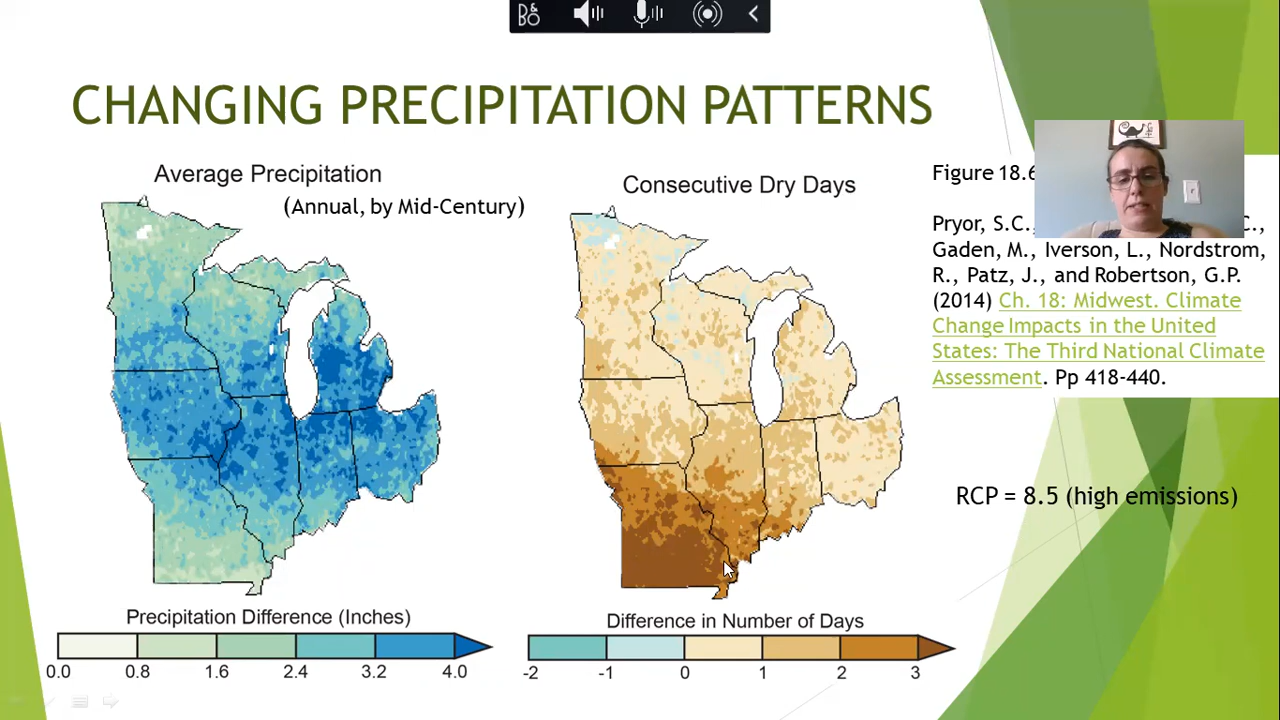 B&O
CHANGING PRECIPITATION PATTERNS
Average Precipitation
(Annual, by Mid-Century)
Consecutive Dry Days
Figure 18.6
Pryor, S.C., C.,
Gaden, M., Iverson, L., Nordstrom,
R., Patz, J., and Robertson, G.P.
(2014) Ch. 18: Midwest. Climate
Change Impacts in the United
States: The Third National Climate
Assessment. Pp 418-440.
RCP = 8.5 (high emissions)
Precipitation Difference (Inches)
0.0 0.8 1.6 2.4 3.2 4.0
Difference in Number of Days
-2 -1 0 1 2 3